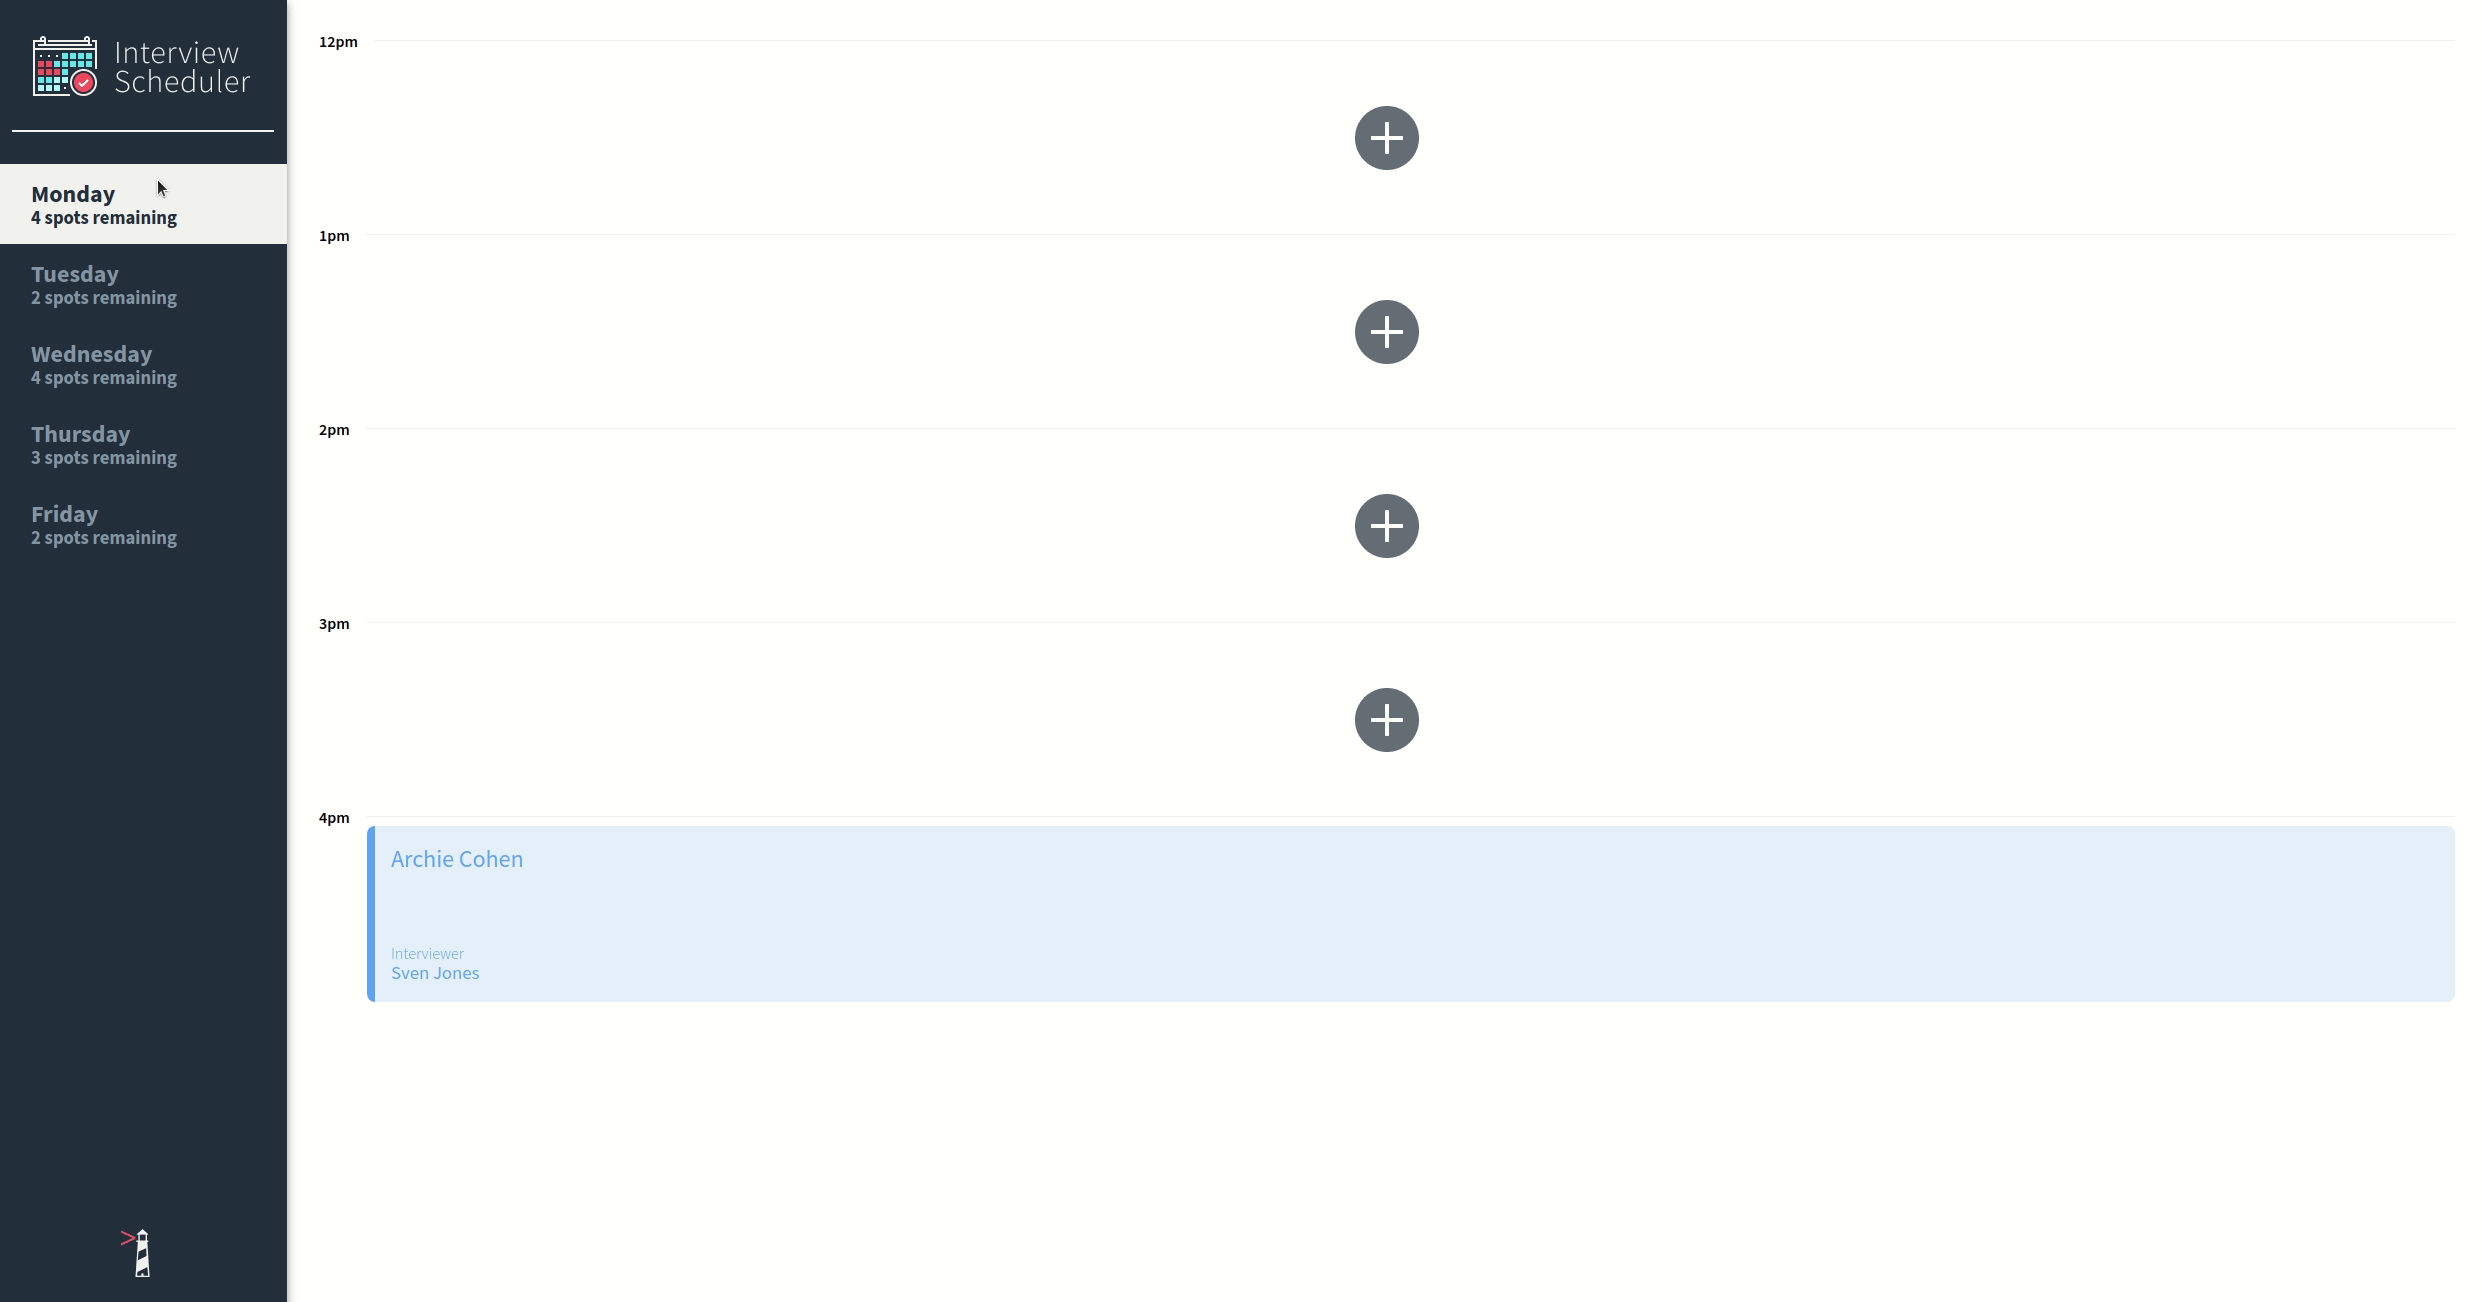 Interview
Scheduler
Monday
4 spots remaining
Tuesday
2 spots remaining
Wednesday
4 spots remaining
Thursday
3 spots remaining
Friday
2 spots remaining
12pm
1pm
2pm
3pm
4pm
Archie Cohen
Interviewer
Sven Jones